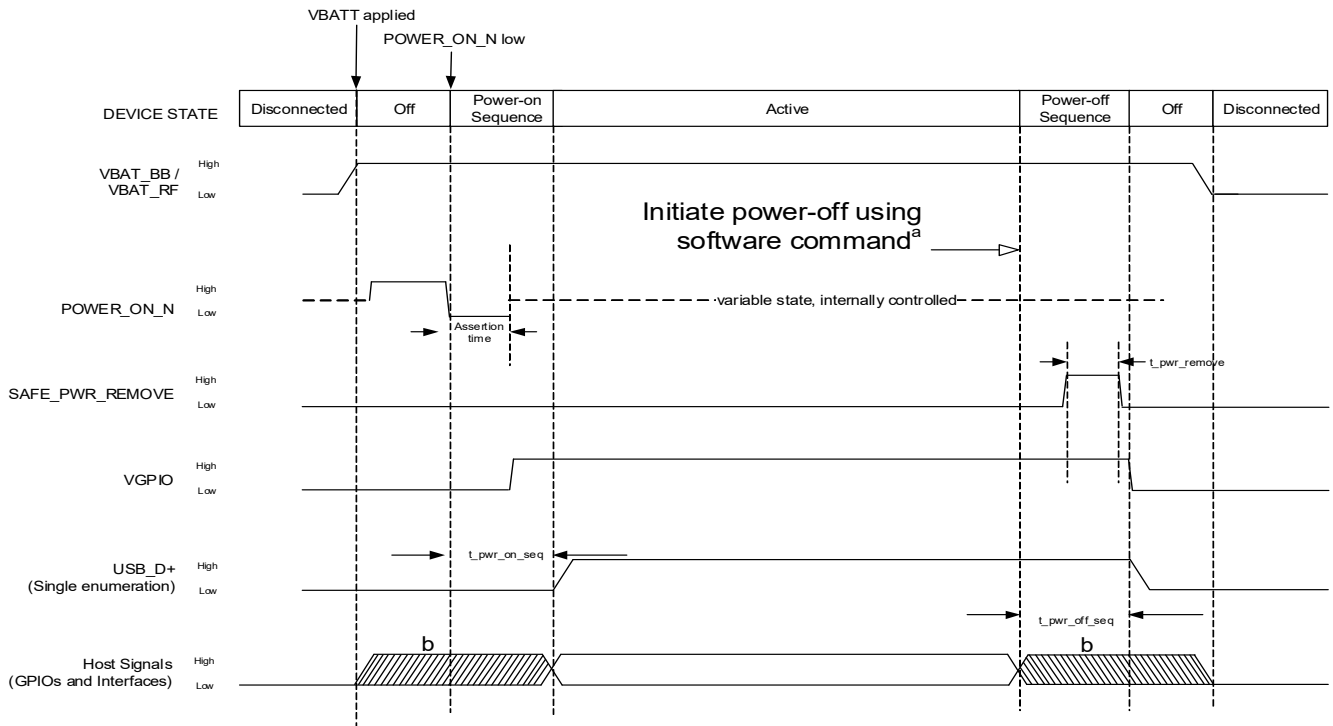 VBATT applied
POWER_ON_N low
DEVICE STATE
Disconnected
Off
Power-on
Sequence
Active
Power-off
Sequence
Off
Disconnected
VBAT_BB /
VBAT_RF
High
Low
Initiate power-off using
software commandᵃ
POWER_ON_N
High
Low
variable state, internally controlled
Assertion
time
SAFE_PWR_REMOVE
High
Low
t_pwr_remove
VGPIO
High
Low
t_pwr_on_seq
USB_D+
(Single enumeration)
High
Low
t_pwr_off_seq
Host Signals
(GPIOs and Interfaces)
High
Low
b
b